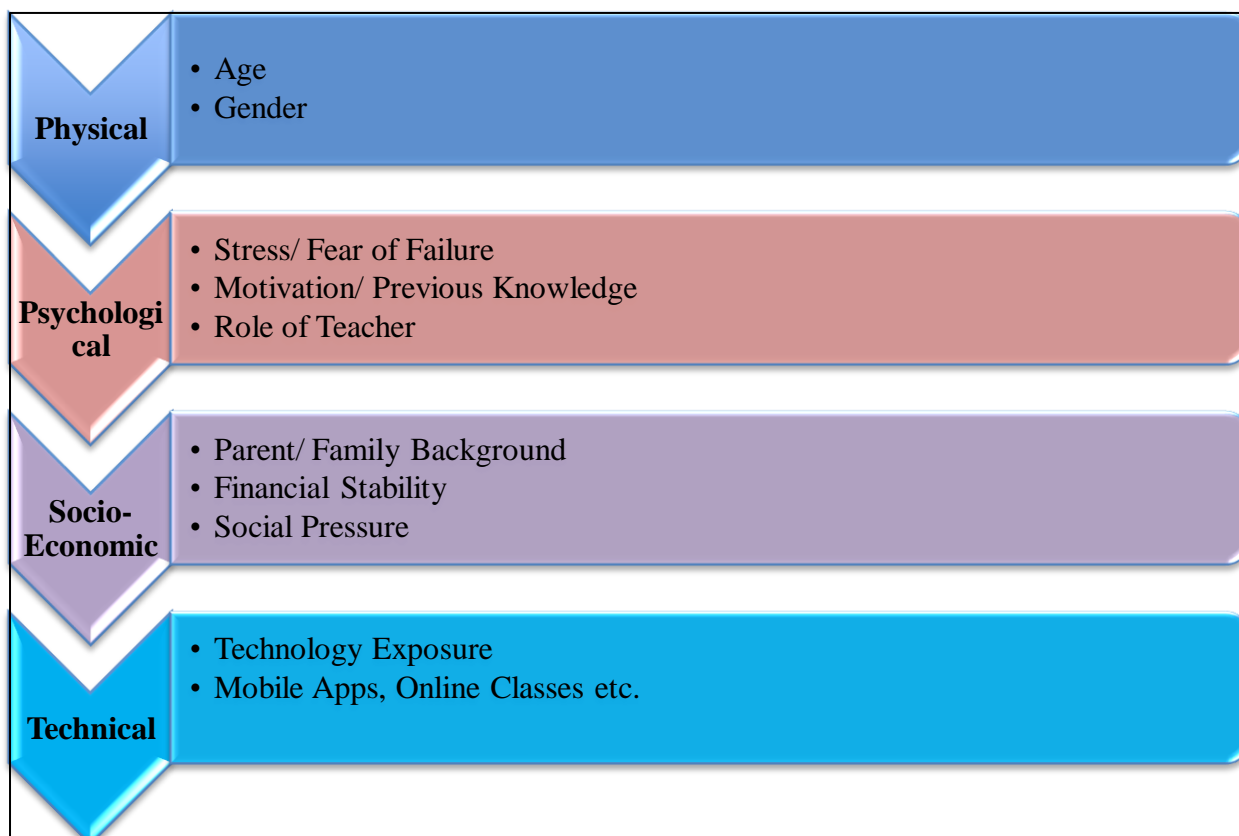 Physical
• Age
• Gender
Psychologi
cal
• Stress/ Fear of Failure
• Motivation/ Previous Knowledge
• Role of Teacher
Socio-
Economic
• Parent/ Family Background
• Financial Stability
• Social Pressure
Technical
• Technology Exposure
• Mobile Apps, Online Classes etc.